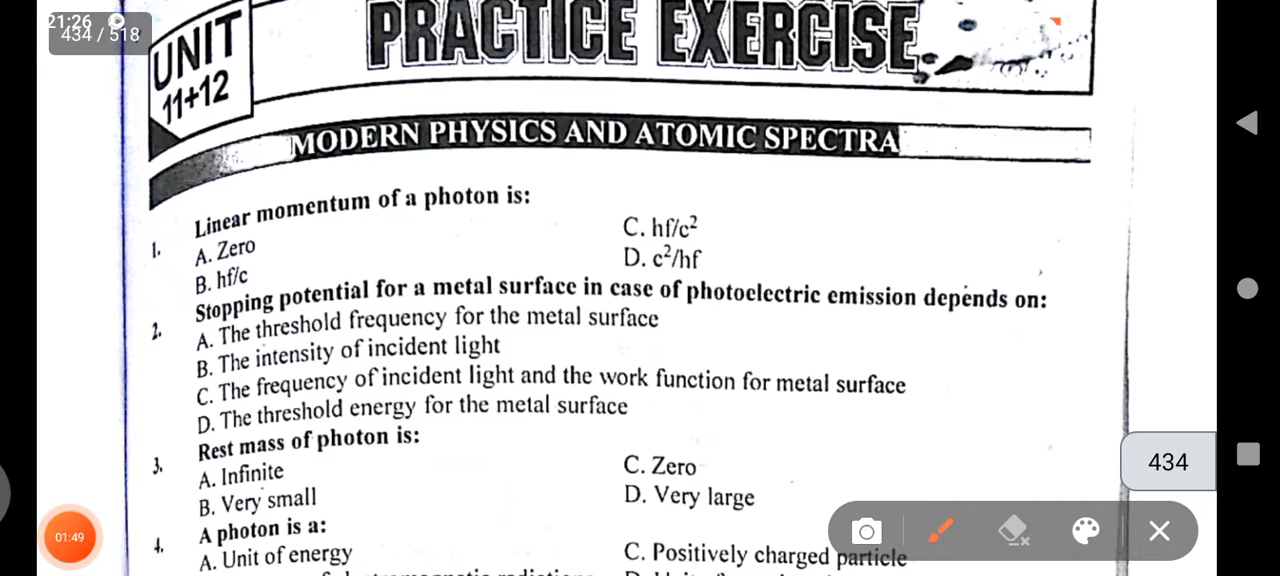 21:26
434 / 518
UNIT
11+12
PRACTICE EXERCISE
MODERN PHYSICS AND ATOMIC SPECTRA
1. Linear momentum of a photon is:
A. Zero
C. hf/c²
B. hf/c
D. c²/hf
2. Stopping potential for a metal surface in case of photoelectric emission depends on:
A. The threshold frequency for the metal surface
B. The intensity of incident light
C. The frequency of incident light and the work function for metal surface
D. The threshold energy for the metal surface
3. Rest mass of photon is:
A. Infinite
C. Zero
B. Very small
D. Very large
4. A photon is a:
A. Unit of energy
C. Positively charged particle
434
01:49